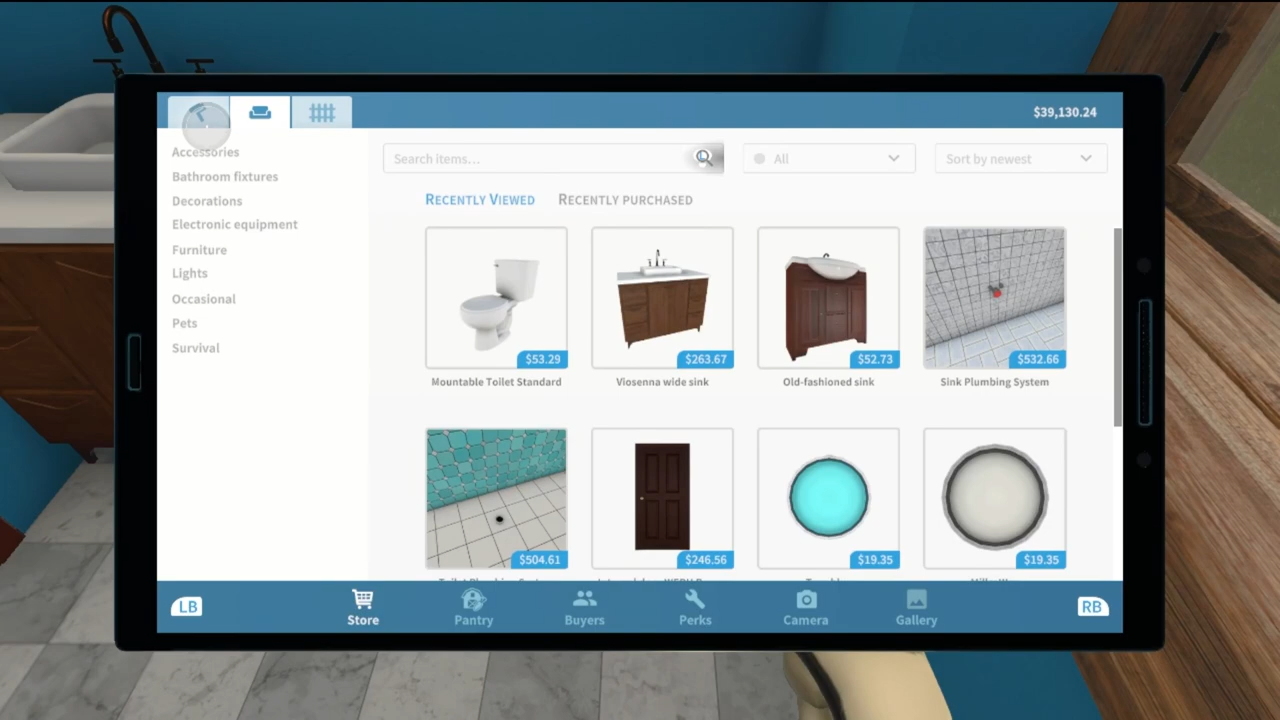 $39,130.24
Accessories
Bathroom fixtures
Decorations
Electronic equipment
Furniture
Lights
Occasional
Pets
Survival
Search items...
All
Sort by newest
RECENTLY VIEWED
RECENTLY PURCHASED
$53.29
$263.67
$52.73
$532.66
Mountable Toilet Standard
Viosenna wide sink
Old-fashioned sink
Sink Plumbing System
$504.61
$246.56
$19.35
$19.35
LB
Store
Pantry
Buyers
Perks
Camera
Gallery
RB